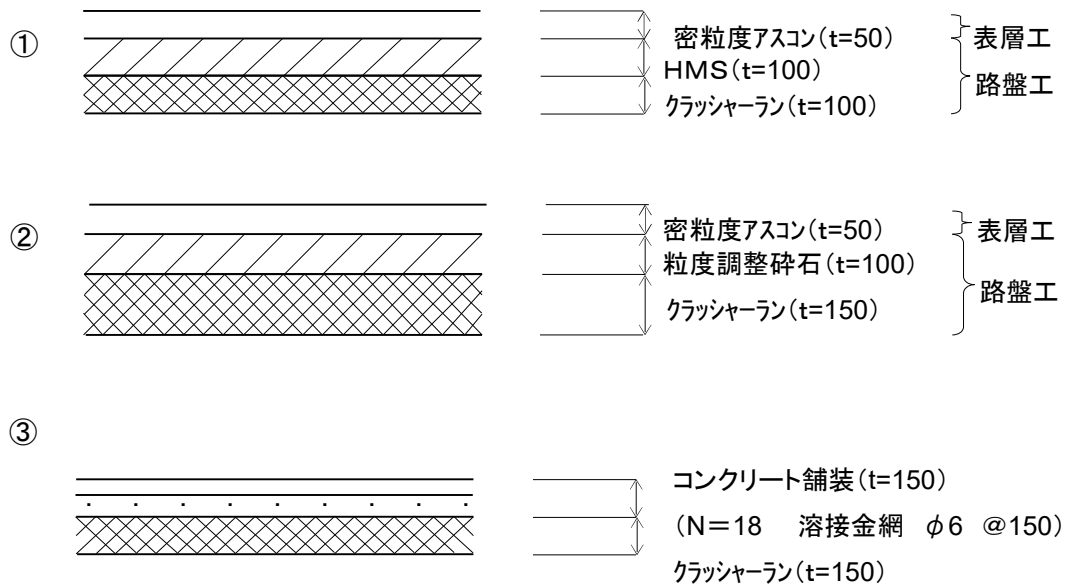 ①
密粒度アスコン(t=50)
表層工
HMS(t=100)
路盤工
クラッシャーラン(t=100)
②
密粒度アスコン(t=50)
表層工
粒度調整砕石(t=100)
路盤工
クラッシャーラン(t=150)
③
コンクリート舗装(t=150)
(N=18 溶接金網 φ6 @150)
クラッシャーラン(t=150)